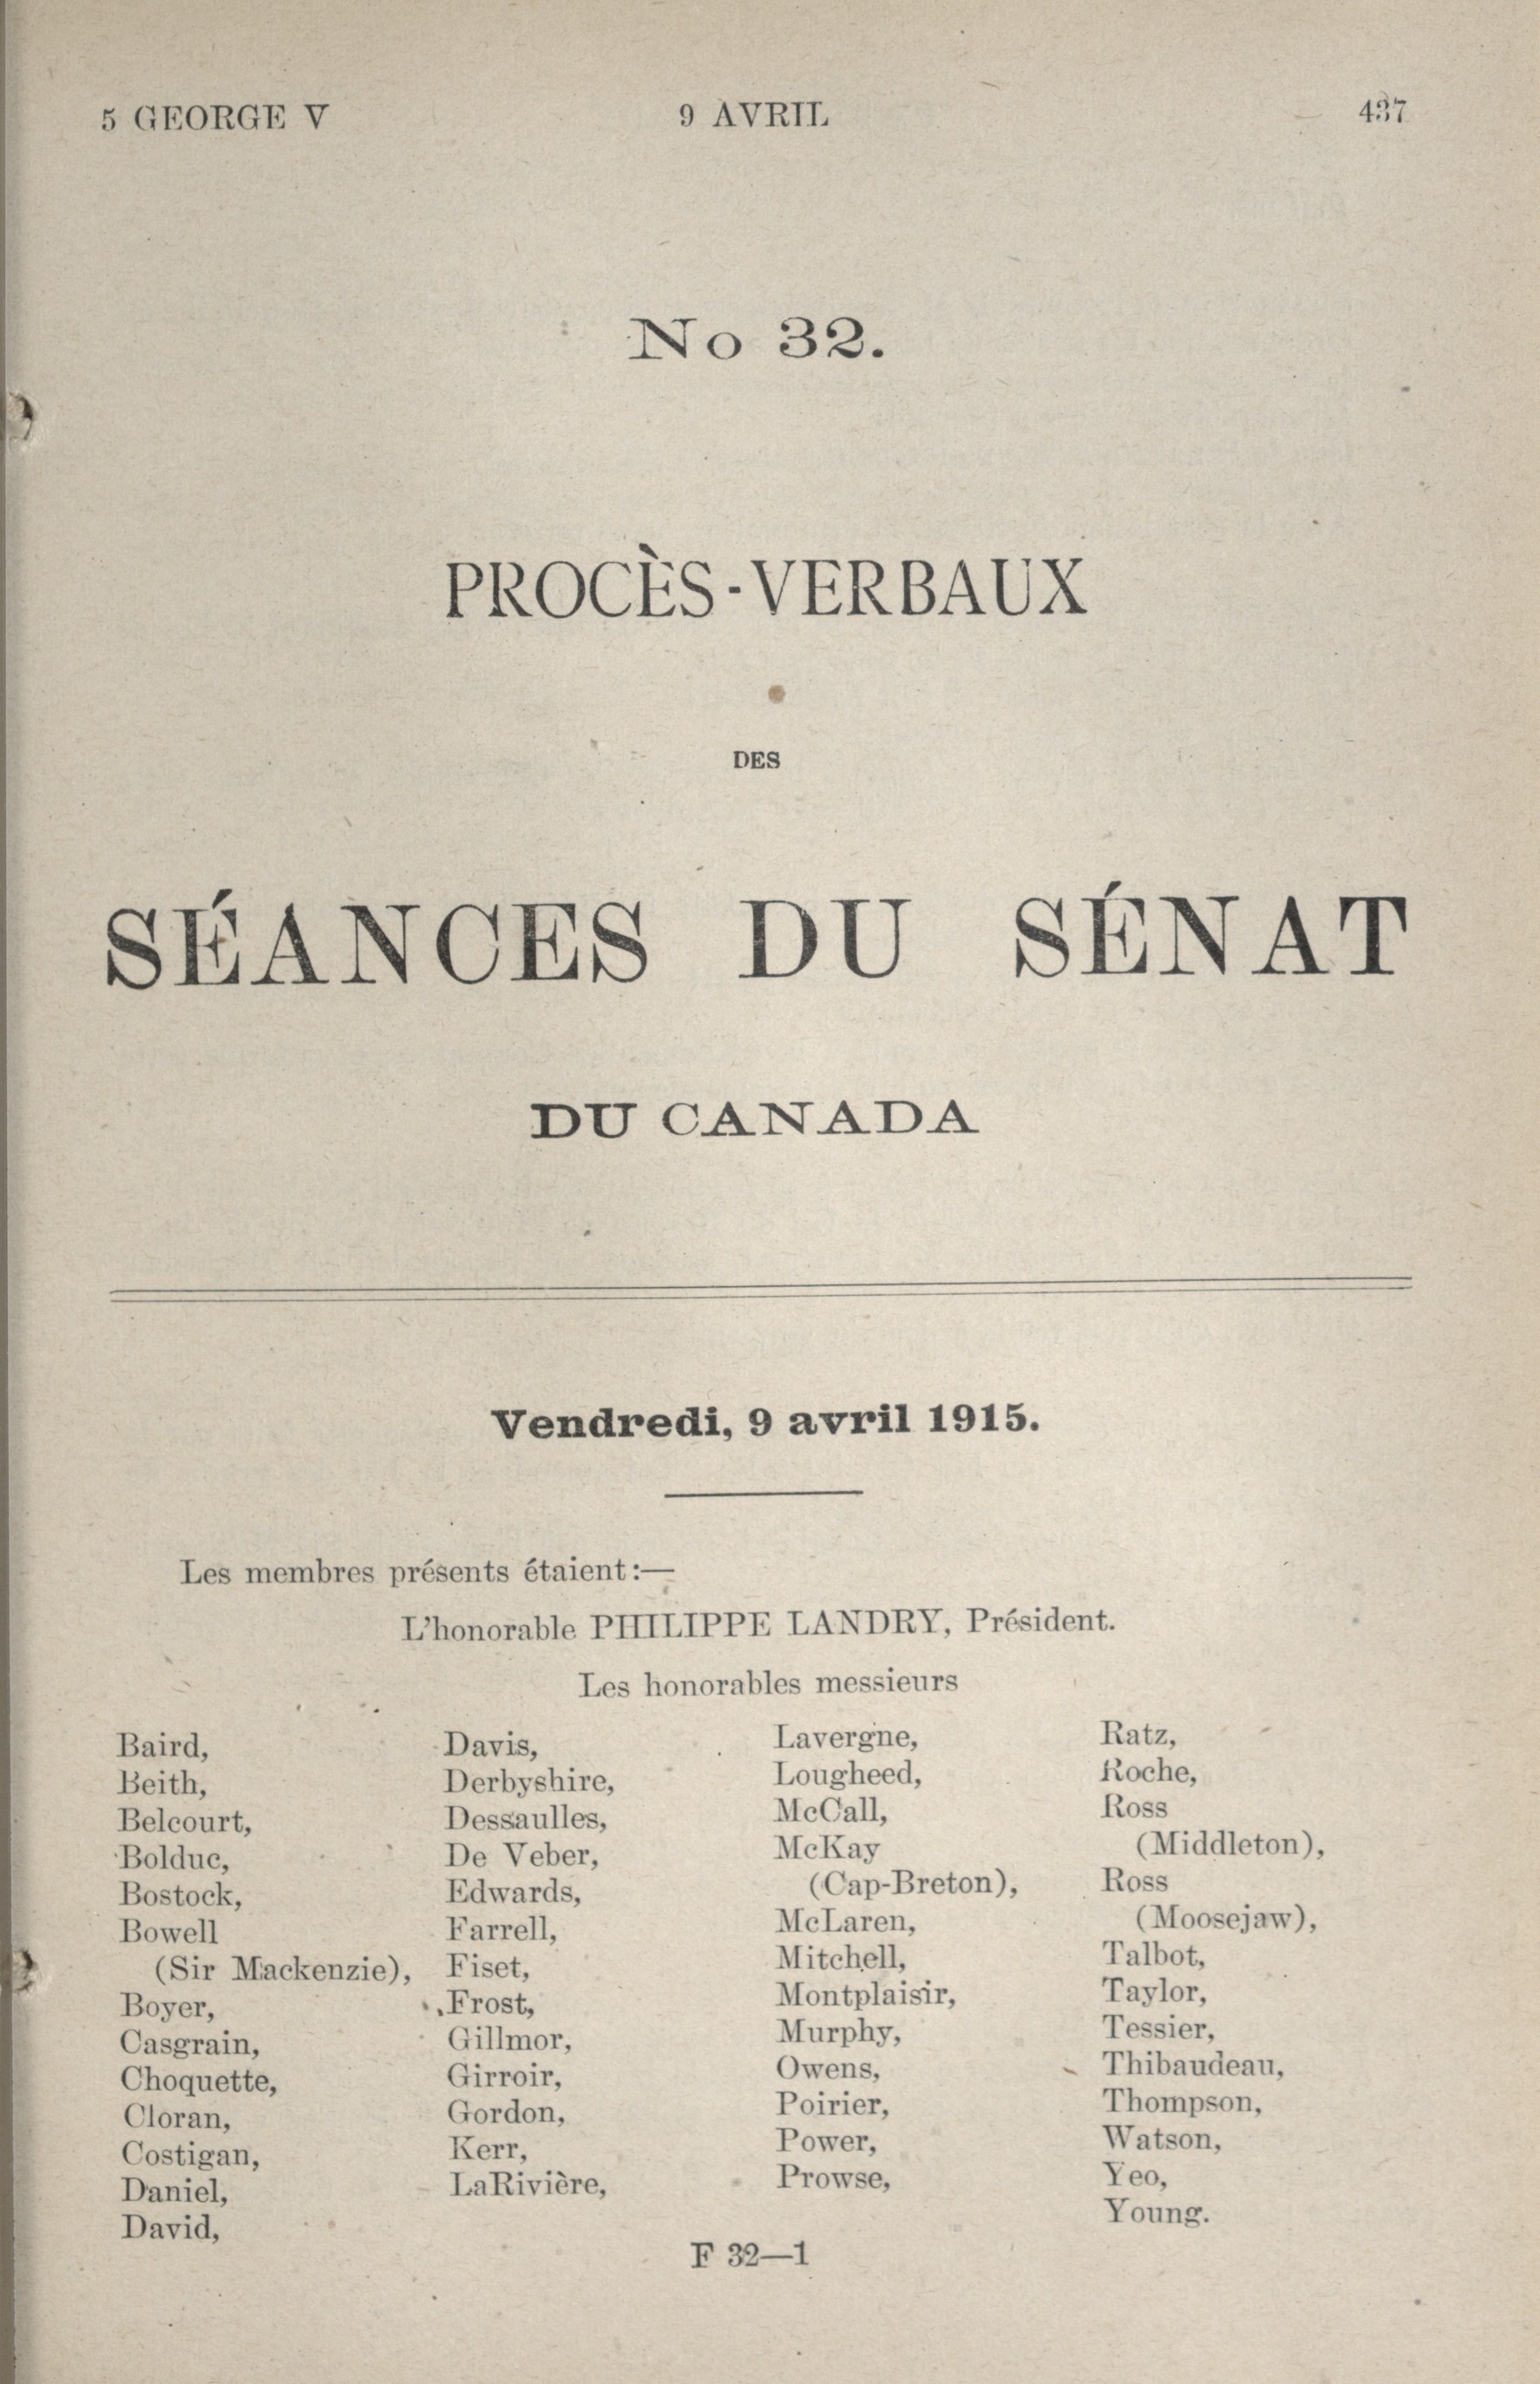 5 GEORGE V
9 AVRIL
437
No 32.
PROCÈS-VERBAUX
DES
SÉANCES DU SÉNAT
DU CANADA
Vendredi, 9 avril 1915.
Les membres présents étaient:—
L'honorable PHILIPPE LANDRY, Président.
Les honorables messieurs
Baird,
Beith,
Belcourt,
Bolduc,
Bostock,
Bowell
(Sir Mackenzie),
Boyer,
Casgrain,
Choquette,
Cloran,
Costigan,
Daniel,
David,
Davis,
Derbyshire,
Dessaulles,
De Veber,
Edwards,
Farrell,
Fiset,
Frost,
Gillmor,
Girroir,
Gordon,
Kerr,
LaRivière,
Lavergne,
Lougheed,
McCall,
McKay
(Cap-Breton),
McLaren,
Mitchell,
Montplaisir,
Murphy,
Owens,
Poirier,
Power,
Prowse,
Ratz,
Roche,
Ross
(Middleton),
Ross
(Moosejaw),
Talbot,
Taylor,
Tessier,
Thibaudeau,
Thompson,
Watson,
Yeo,
Young.
F 32—1